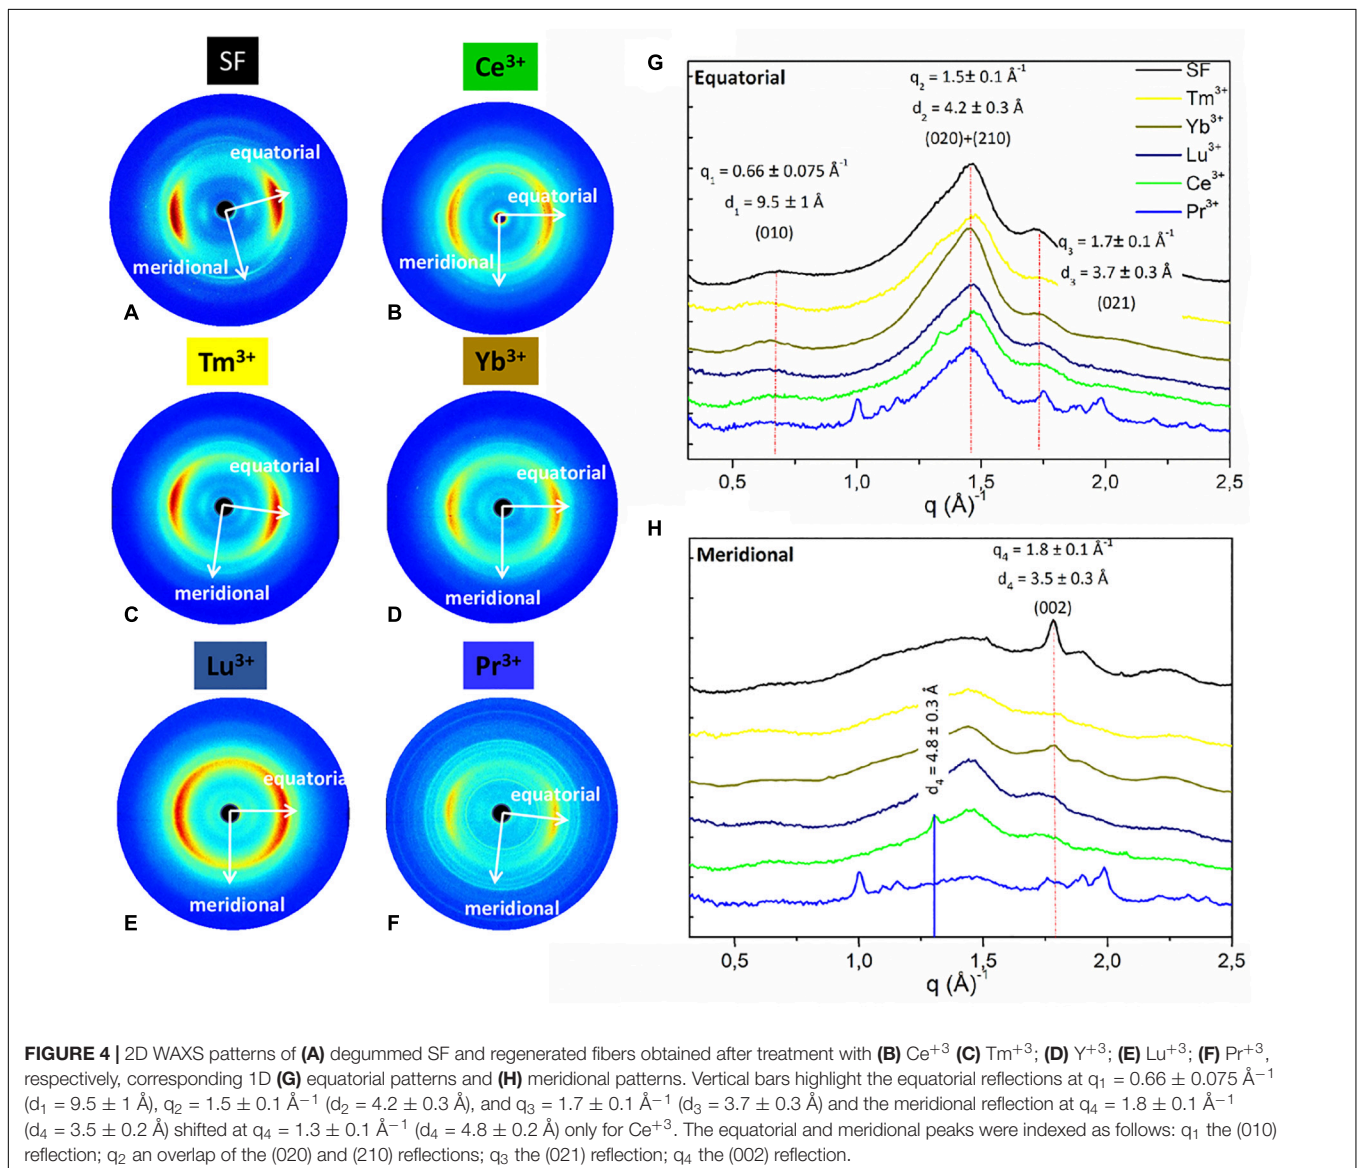 SF
equatorial
meridional
A
Ce3+
equatorial
meridional
B
Tm3+
equatorial
meridional
C
Yb3+
equatorial
meridional
D
Lu3+
equatoria
meridional
E
Pr3+
equatorial
meridional
F
G
Equatorial
q2 = 1.5± 0.1 Å-1
d2 = 4.2 ± 0.3 Å
(020)+(210)
q1 = 0.66 ± 0.075 Å-1
d1 = 9.5 ± 1 Å
(010)
SF
Tm3+
Yb3+
Lu3+
Ce3+
Pr3+
q3 = 1.7± 0.1 Å-1
d3 = 3.7 ± 0.3 Å
(021)
0,5 1,0 1,5 2,0 2,5
q (Å)-1
H
Meridional
q4 = 1.8 ± 0.1 Å-1
d4 = 3.5 ± 0.3 Å
(002)
d4 = 4.8 ± 0.3 Å
0,5 1,0 1,5 2,0 2,5
q (Å)-1
FIGURE 4 | 2D WAXS patterns of (A) degummed SF and regenerated fibers obtained after treatment with (B) Ce+3 (C) Tm+3; (D) Y+3; (E) Lu+3; (F) Pr+3,
respectively, corresponding 1D (G) equatorial patterns and (H) meridional patterns. Vertical bars highlight the equatorial reflections at q1 = 0.66 ± 0.075 Å−1
(d1 = 9.5 ± 1 Å), q2 = 1.5 ± 0.1 Å−1 (d2 = 4.2 ± 0.3 Å), and q3 = 1.7 ± 0.1 Å−1 (d3 = 3.7 ± 0.3 Å) and the meridional reflection at q4 = 1.8 ± 0.1 Å−1
(d4 = 3.5 ± 0.2 Å) shifted at q4 = 1.3 ± 0.1 Å−1 (d4 = 4.8 ± 0.2 Å) only for Ce+3. The equatorial and meridional peaks were indexed as follows: q1 the (010)
reflection; q2 an overlap of the (020) and (210) reflections; q3 the (021) reflection; q4 the (002) reflection.